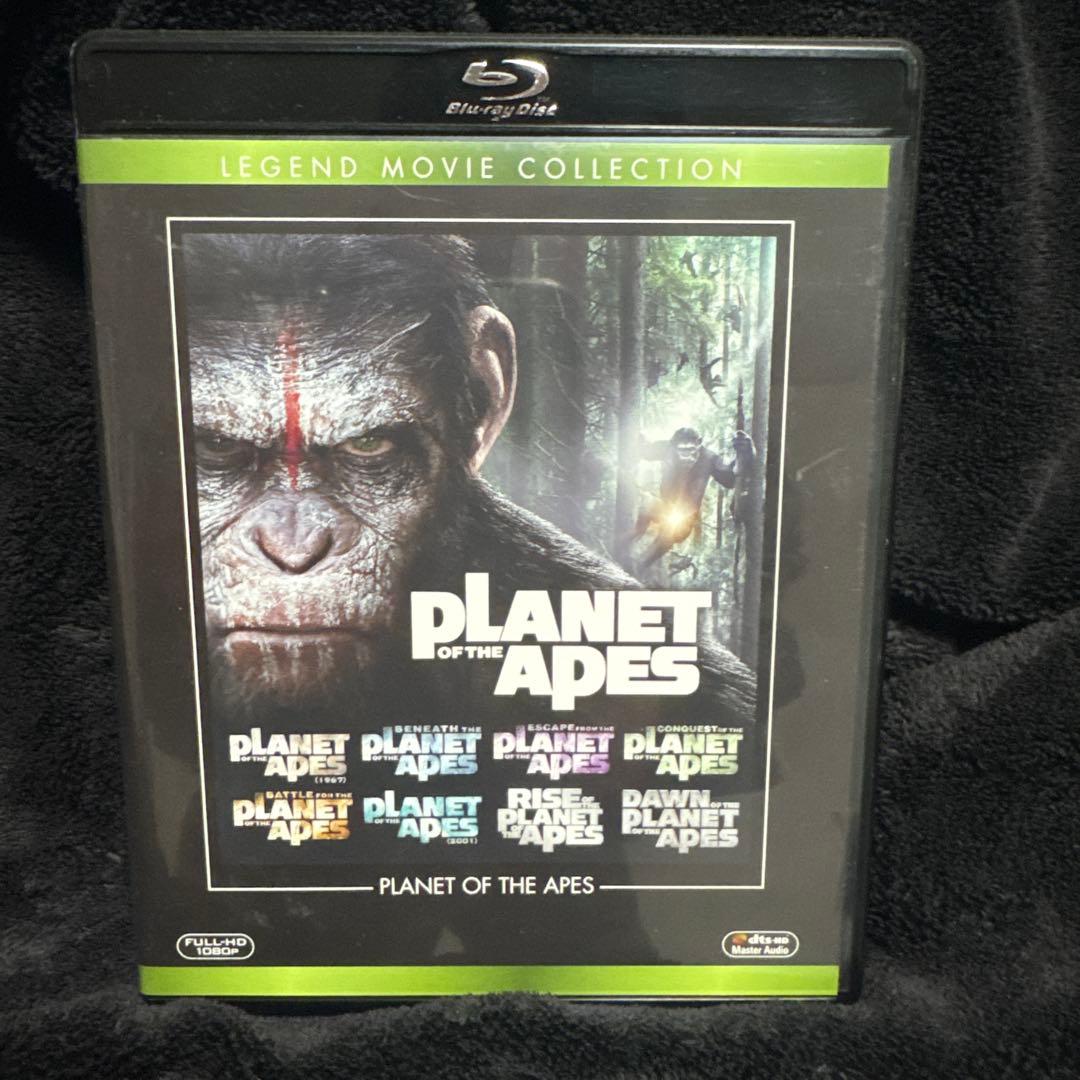 Blu-ray Disc
LEGEND MOVIE COLLECTION
PLANET
OF THE APES
PLANET
OF THE APES
(1967)
BENEATH THE
PLANET
OF THE APES
ESCAPE FROM THE
PLANET
OF THE APES
CONQUEST OF THE
PLANET
OF THE APES
BATTLE FOR THE
PLANET
OF THE APES
PLANET
OF THE APES
(2001)
RISE OF THE
PLANET
OF THE APES
DAWN OF THE
PLANET
OF THE APES
PLANET OF THE APES
FULL-HD
1080P
dts-HD
Master Audio